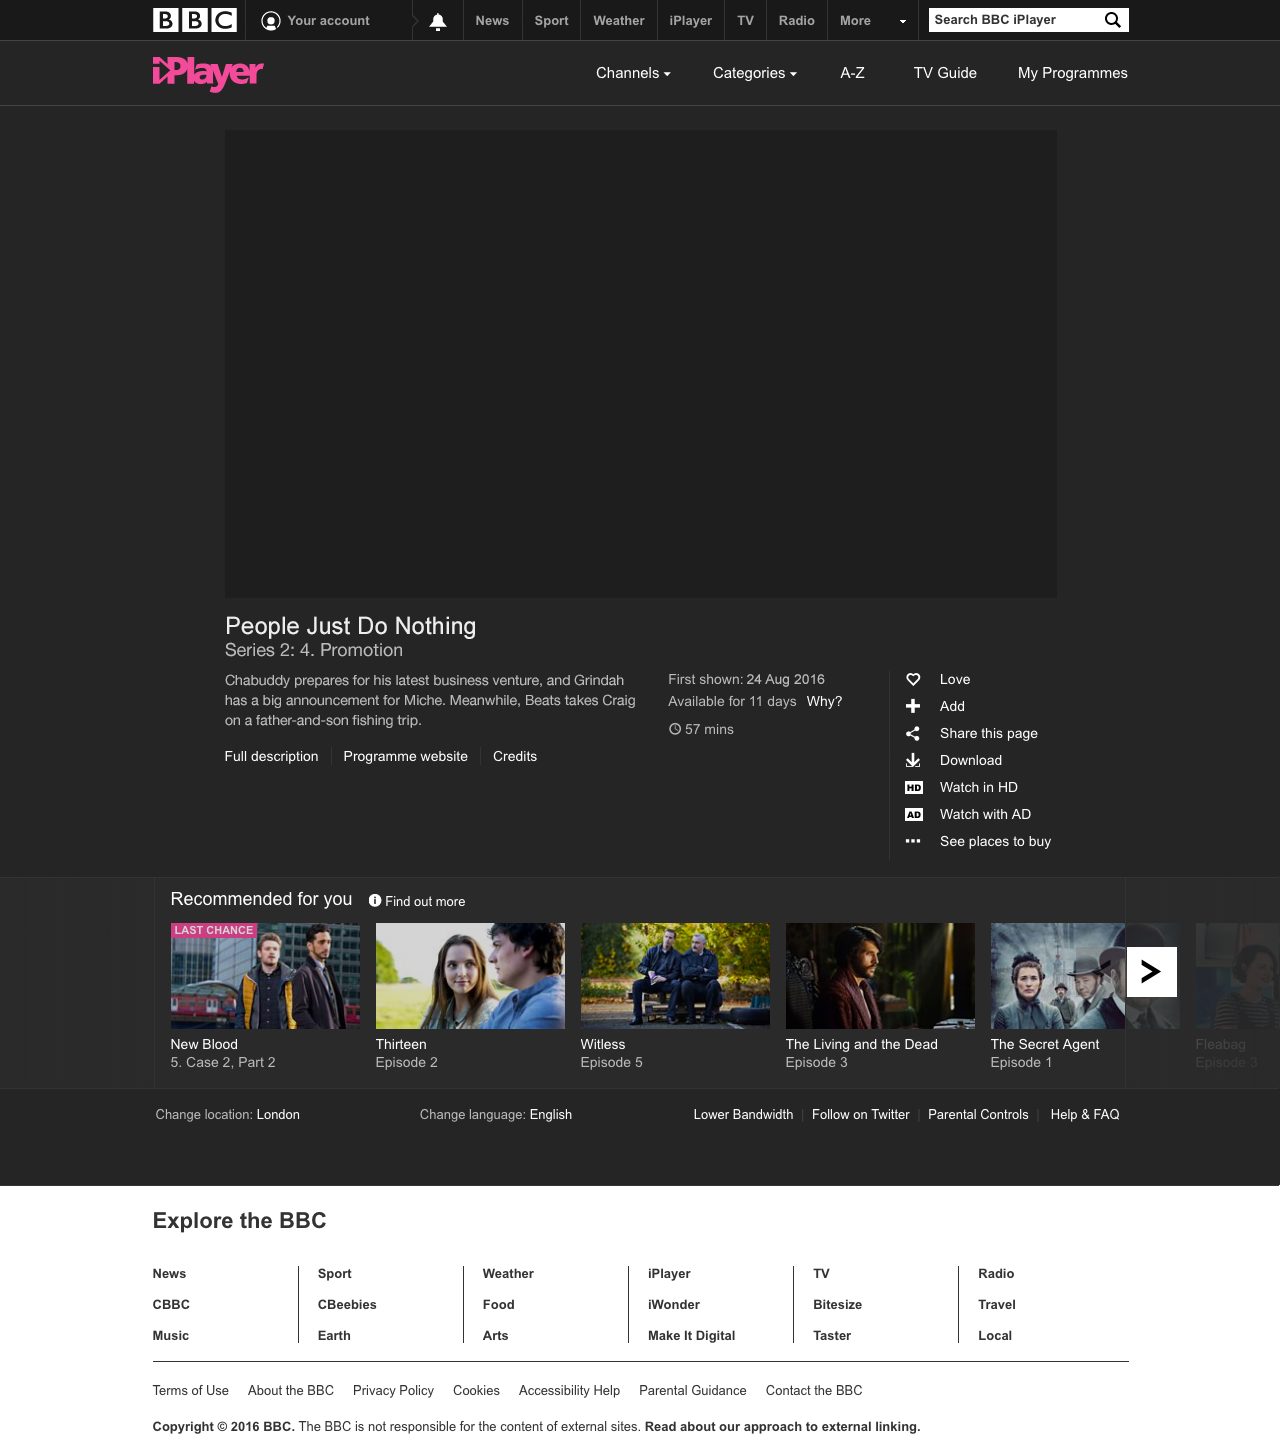 BBC Your account News Sport Weather iPlayer TV Radio More Search BBC iPlayer
iPlayer Channels Categories A-Z TV Guide My Programmes
People Just Do Nothing
Series 2: 4. Promotion
Chabuddy prepares for his latest business venture, and Grindah
has a big announcement for Miche. Meanwhile, Beats takes Craig
on a father-and-son fishing trip.
Full description Programme website Credits
First shown: 24 Aug 2016
Available for 11 days Why?
57 mins
Love
Add
Share this page
Download
HD Watch in HD
AD Watch with AD
See places to buy
Recommended for you Find out more
LAST CHANCE
New Blood
5. Case 2, Part 2
Thirteen
Episode 2
Witless
Episode 5
The Living and the Dead
Episode 3
The Secret Agent
Episode 1
Fleabag
Episode 3
Change location: London Change language: English Lower Bandwidth Follow on Twitter Parental Controls Help & FAQ
Explore the BBC
News Sport Weather iPlayer TV Radio
CBBC CBeebies Food iWonder Bitesize Travel
Music Earth Arts Make It Digital Taster Local
Terms of Use About the BBC Privacy Policy Cookies Accessibility Help Parental Guidance Contact the BBC
Copyright © 2016 BBC. The BBC is not responsible for the content of external sites. Read about our approach to external linking.